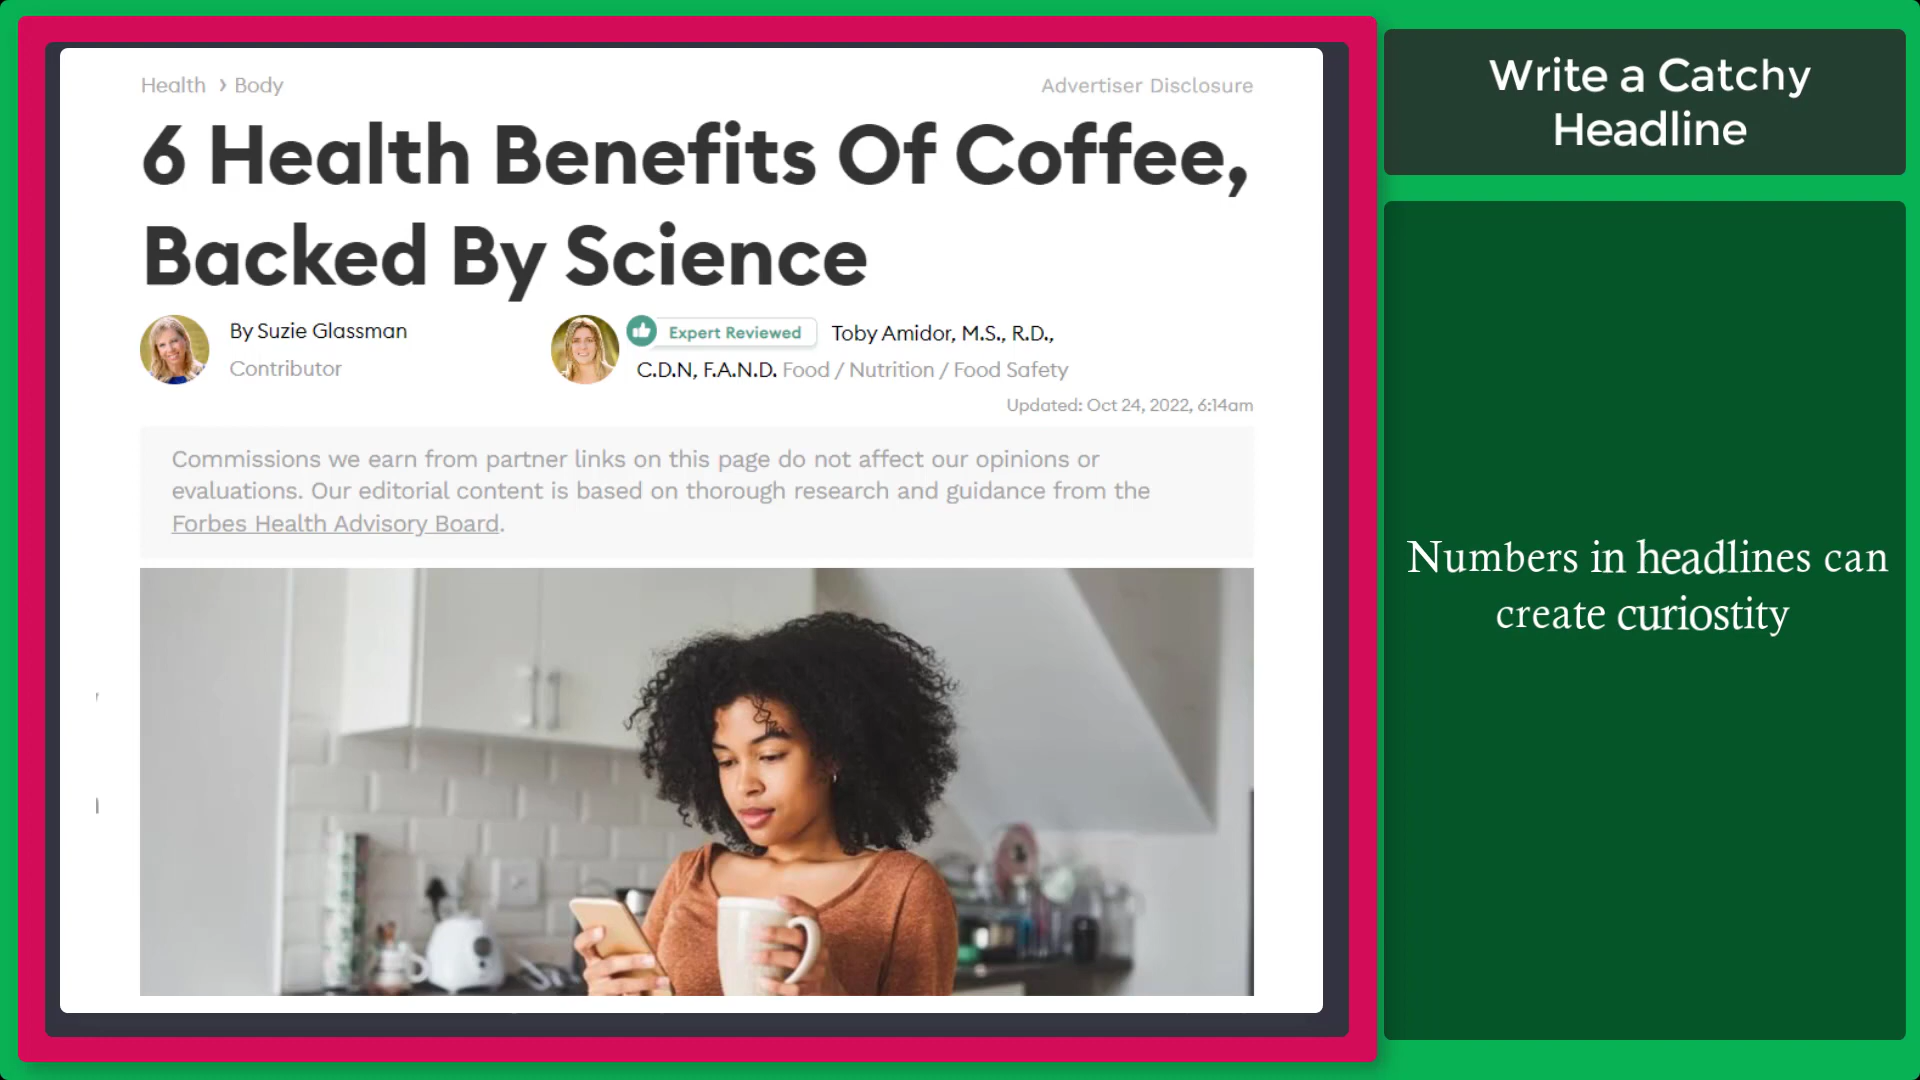 Health › Body
Advertiser Disclosure
6 Health Benefits Of Coffee,
Backed By Science
By Suzie Glassman
Contributor
Expert Reviewed Toby Amidor, M.S., R.D.,
C.D.N, F.A.N.D. Food / Nutrition / Food Safety
Updated: Oct 24, 2022, 6:14am
Commissions we earn from partner links on this page do not affect our opinions or
evaluations. Our editorial content is based on thorough research and guidance from the
Forbes Health Advisory Board.
Write a Catchy
Headline
Numbers in headlines can
create curiostity